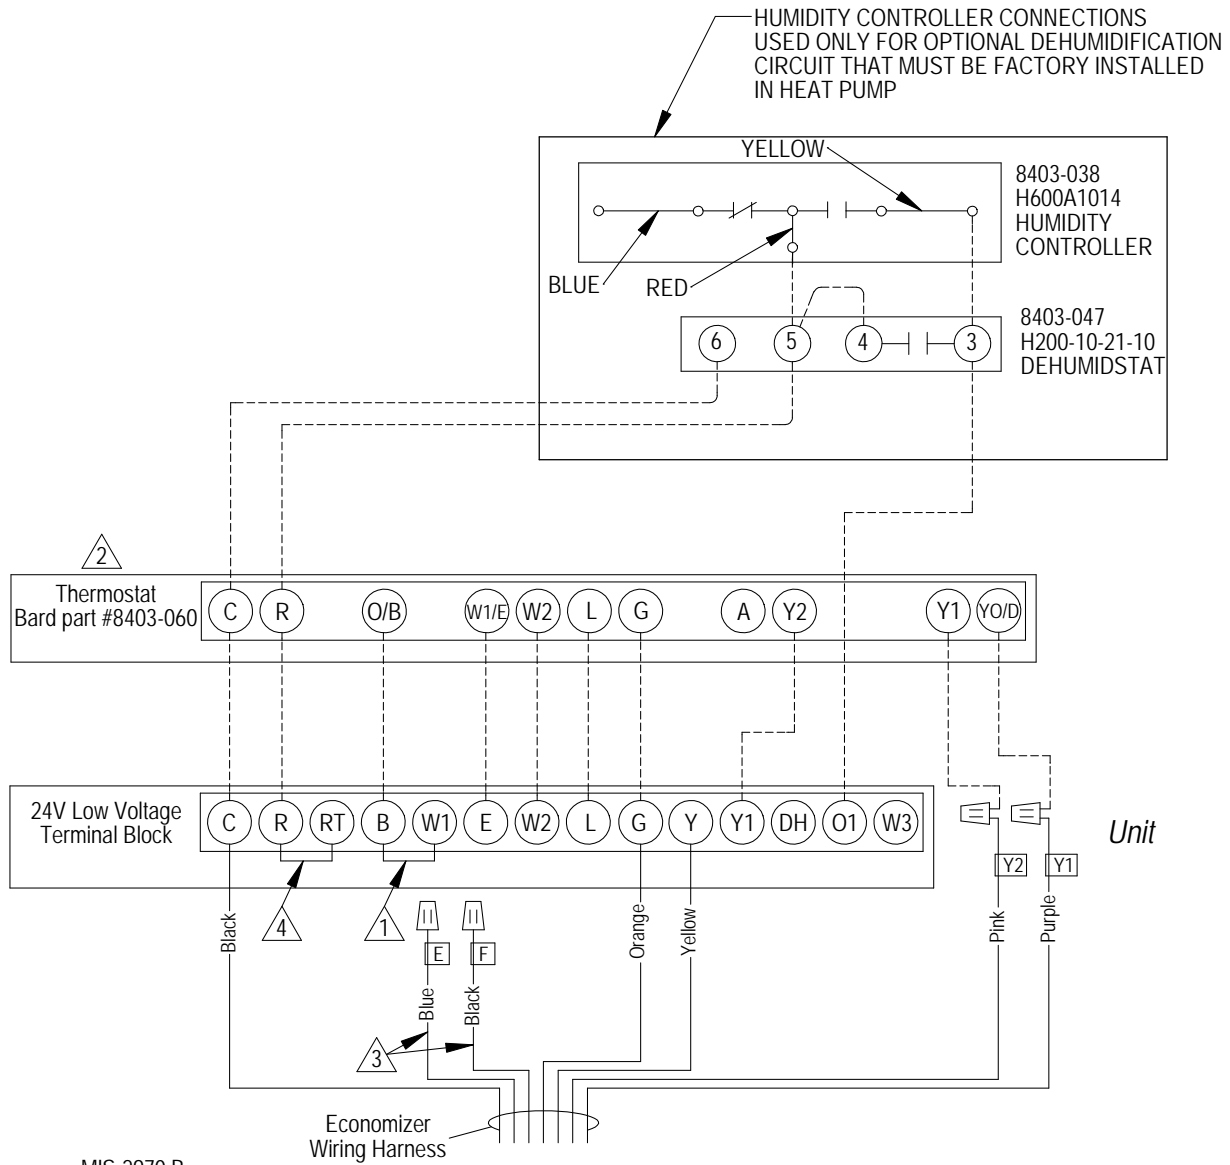 HUMIDITY CONTROLLER CONNECTIONS
USED ONLY FOR OPTIONAL DEHUMIDIFICATION
CIRCUIT THAT MUST BE FACTORY INSTALLED
IN HEAT PUMP
YELLOW
8403-038
H600A1014
HUMIDITY
CONTROLLER
BLUE
RED
8403-047
H200-10-21-10
DEHUMIDSTAT
6 5 4 3
2
Thermostat
Bard part #8403-060
C R O/B W1/E W2 L G A Y2 Y1 YO/D
24V Low Voltage
Terminal Block
C R RT B W1 E W2 L G Y Y1 DH O1 W3
Unit
Y2 Y1
4 1
Black
E F
Blue
Black
Orange
Yellow
Pink
Purple
3
Economizer
Wiring Harness